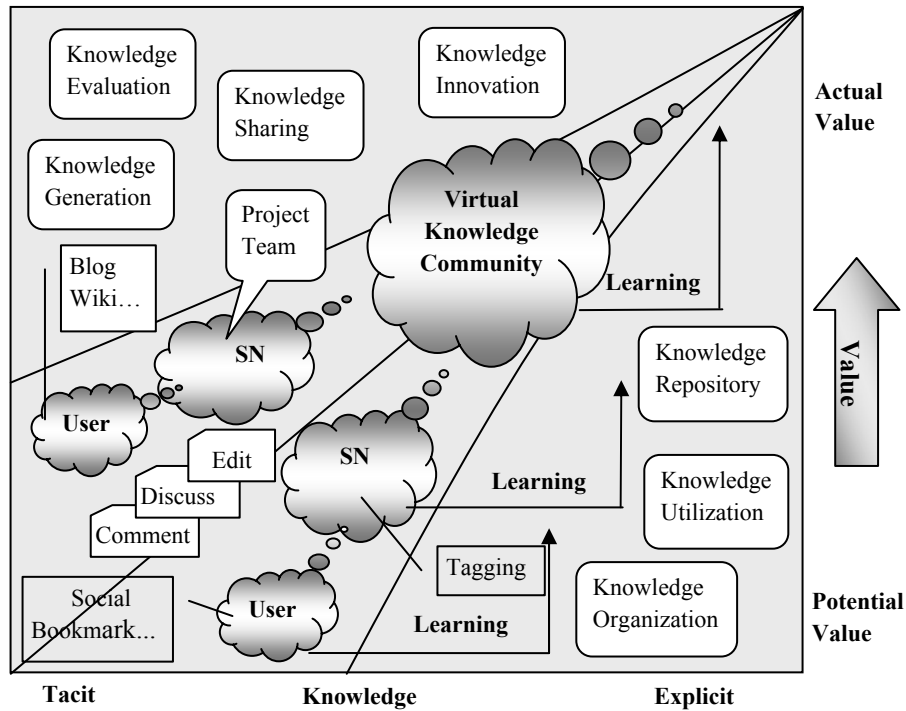 Knowledge
Evaluation
Knowledge
Sharing
Knowledge
Innovation
Actual
Value
Knowledge
Generation
Project
Team
Virtual
Knowledge
Community
Blog
Wiki…
Learning
SN
Knowledge
Repository
Value
User
Edit
SN
Discuss
Learning
Knowledge
Utilization
Comment
Tagging
Social
Bookmark...
User
Learning
Knowledge
Organization
Potential
Value
Tacit
Knowledge
Explicit